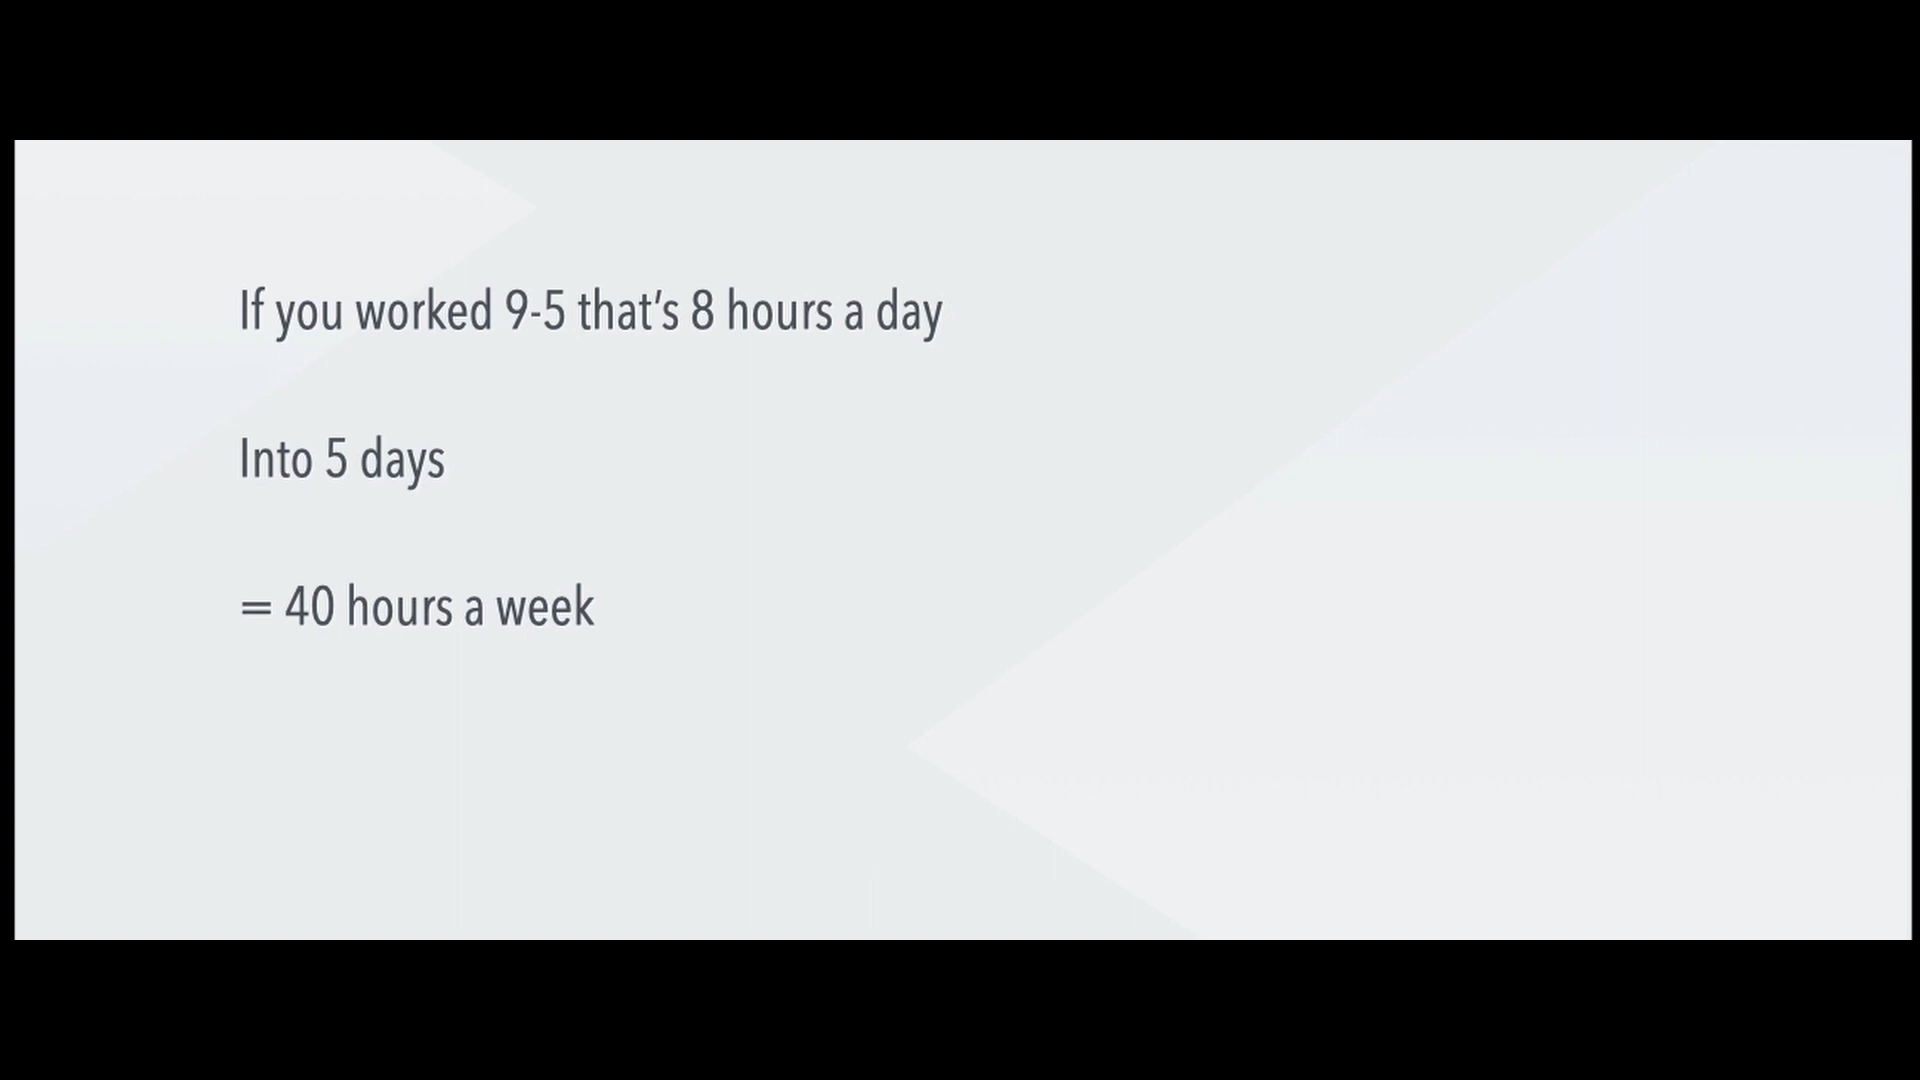 If you worked 9-5 that’s 8 hours a day
Into 5 days
= 40 hours a week